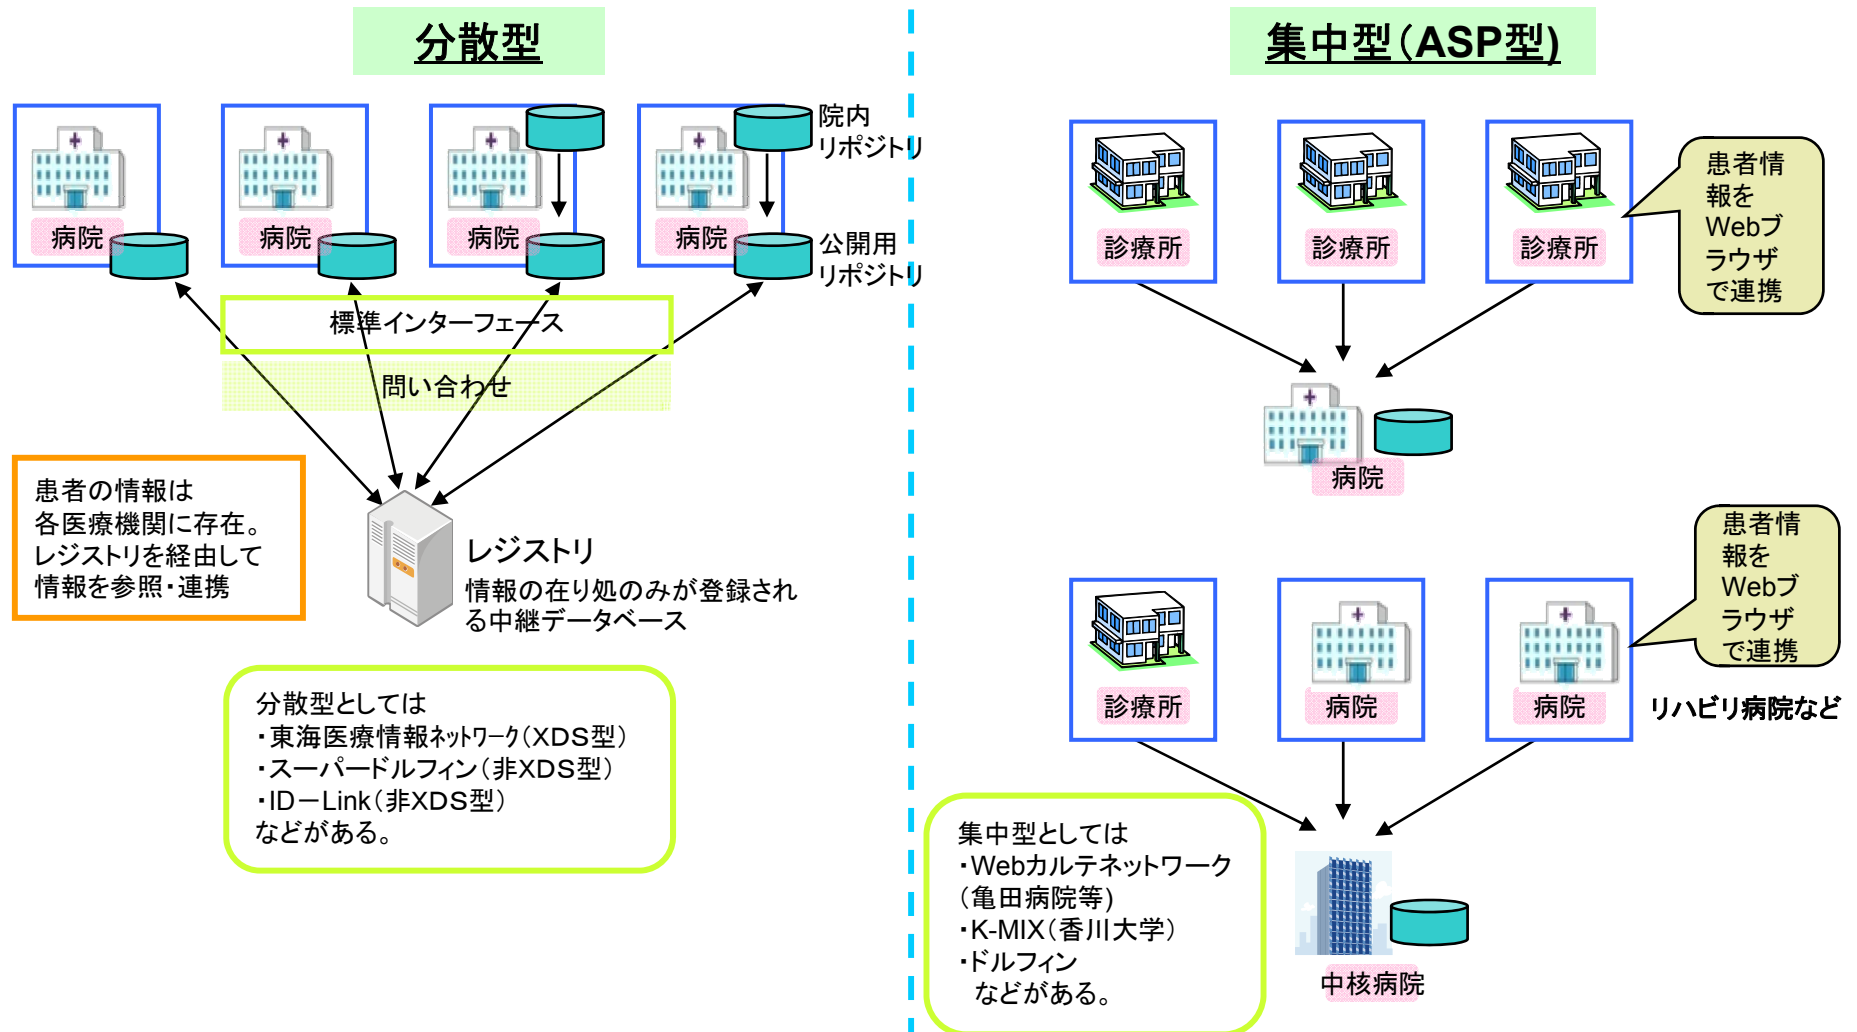 分散型
病院
病院
病院
病院
院内
リポジトリ
公開用
リポジトリ
標準インターフェース
問い合わせ
患者の情報は
各医療機関に存在。
レジストリを経由して
情報を参照・連携
レジストリ
情報の在り処のみが登録され
る中継データベース
分散型としては
・東海医療情報ネットワーク（XDS型）
・スーパードルフィン（非XDS型）
・ID－Link（非XDS型）
などがある。
集中型（ASP型)
診療所
診療所
診療所
患者情
報を
Webブ
ラウザ
で連携
病院
診療所
病院
病院
患者情
報を
Webブ
ラウザ
で連携
リハビリ病院など
中核病院
集中型としては
・Webカルテネットワーク
（亀田病院等)
・K-MIX（香川大学）
・ドルフィン
などがある。